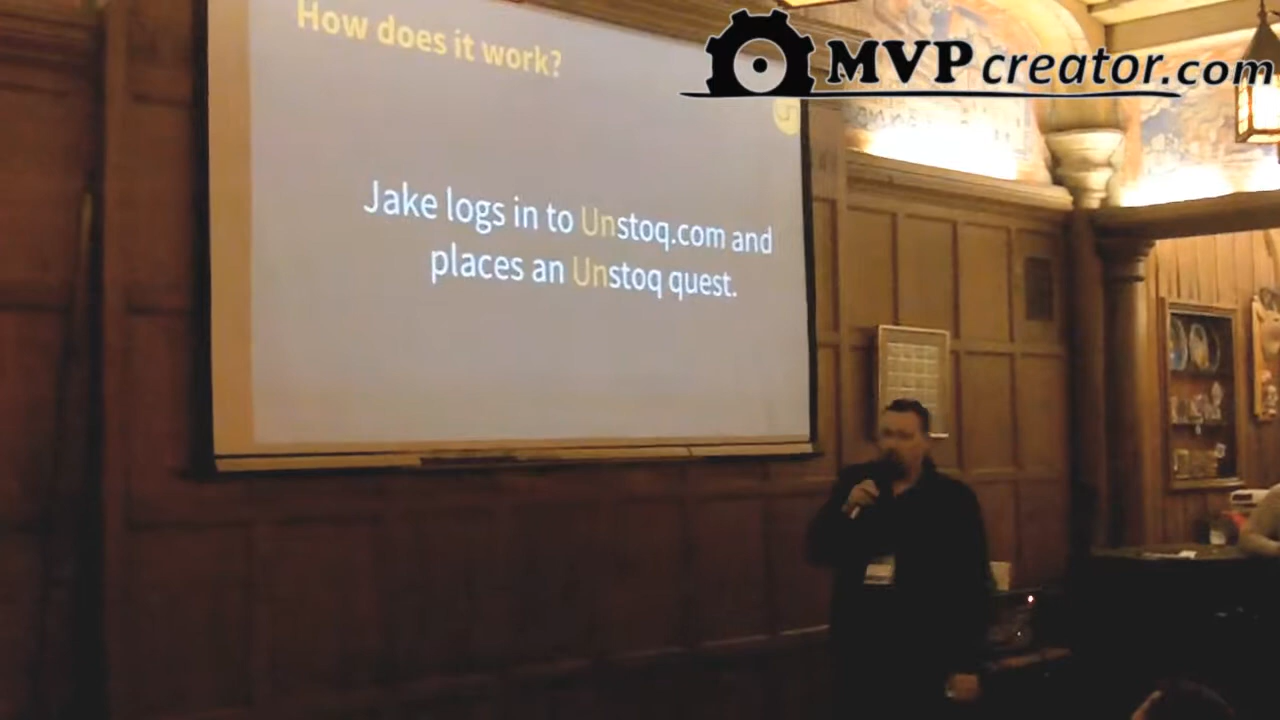 How does it work?
MVPcreator.com
Jake logs in to Unstoq.com and
places an Unstoq quest.